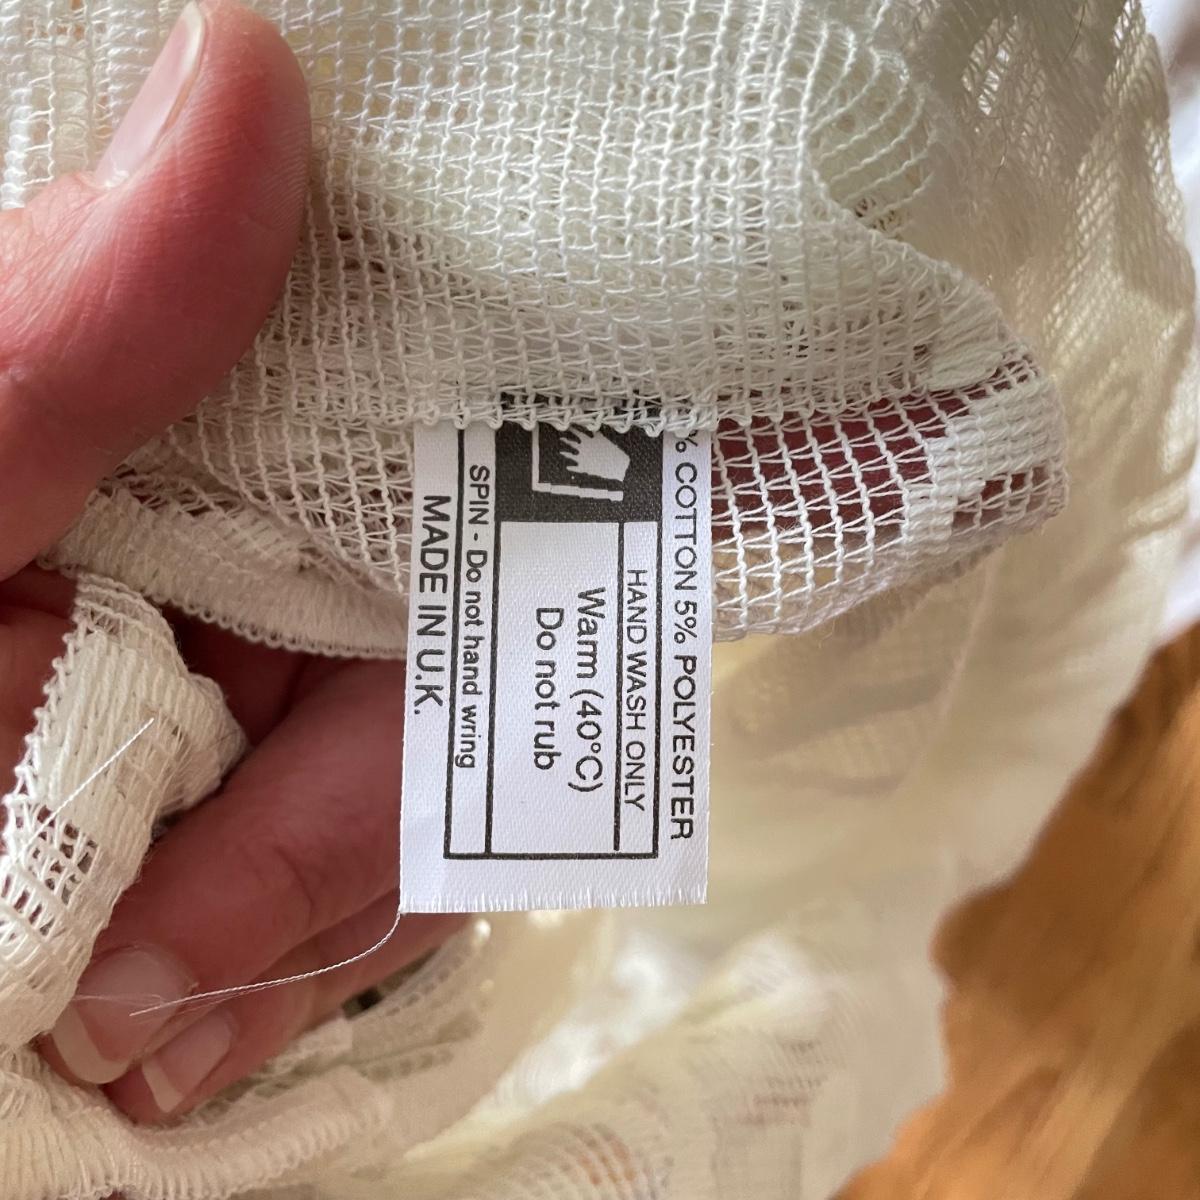 % COTTON 5% POLYESTER
HAND WASH ONLY
Warm (40°C)
Do not rub
SPIN - Do not hand wring
MADE IN U.K.